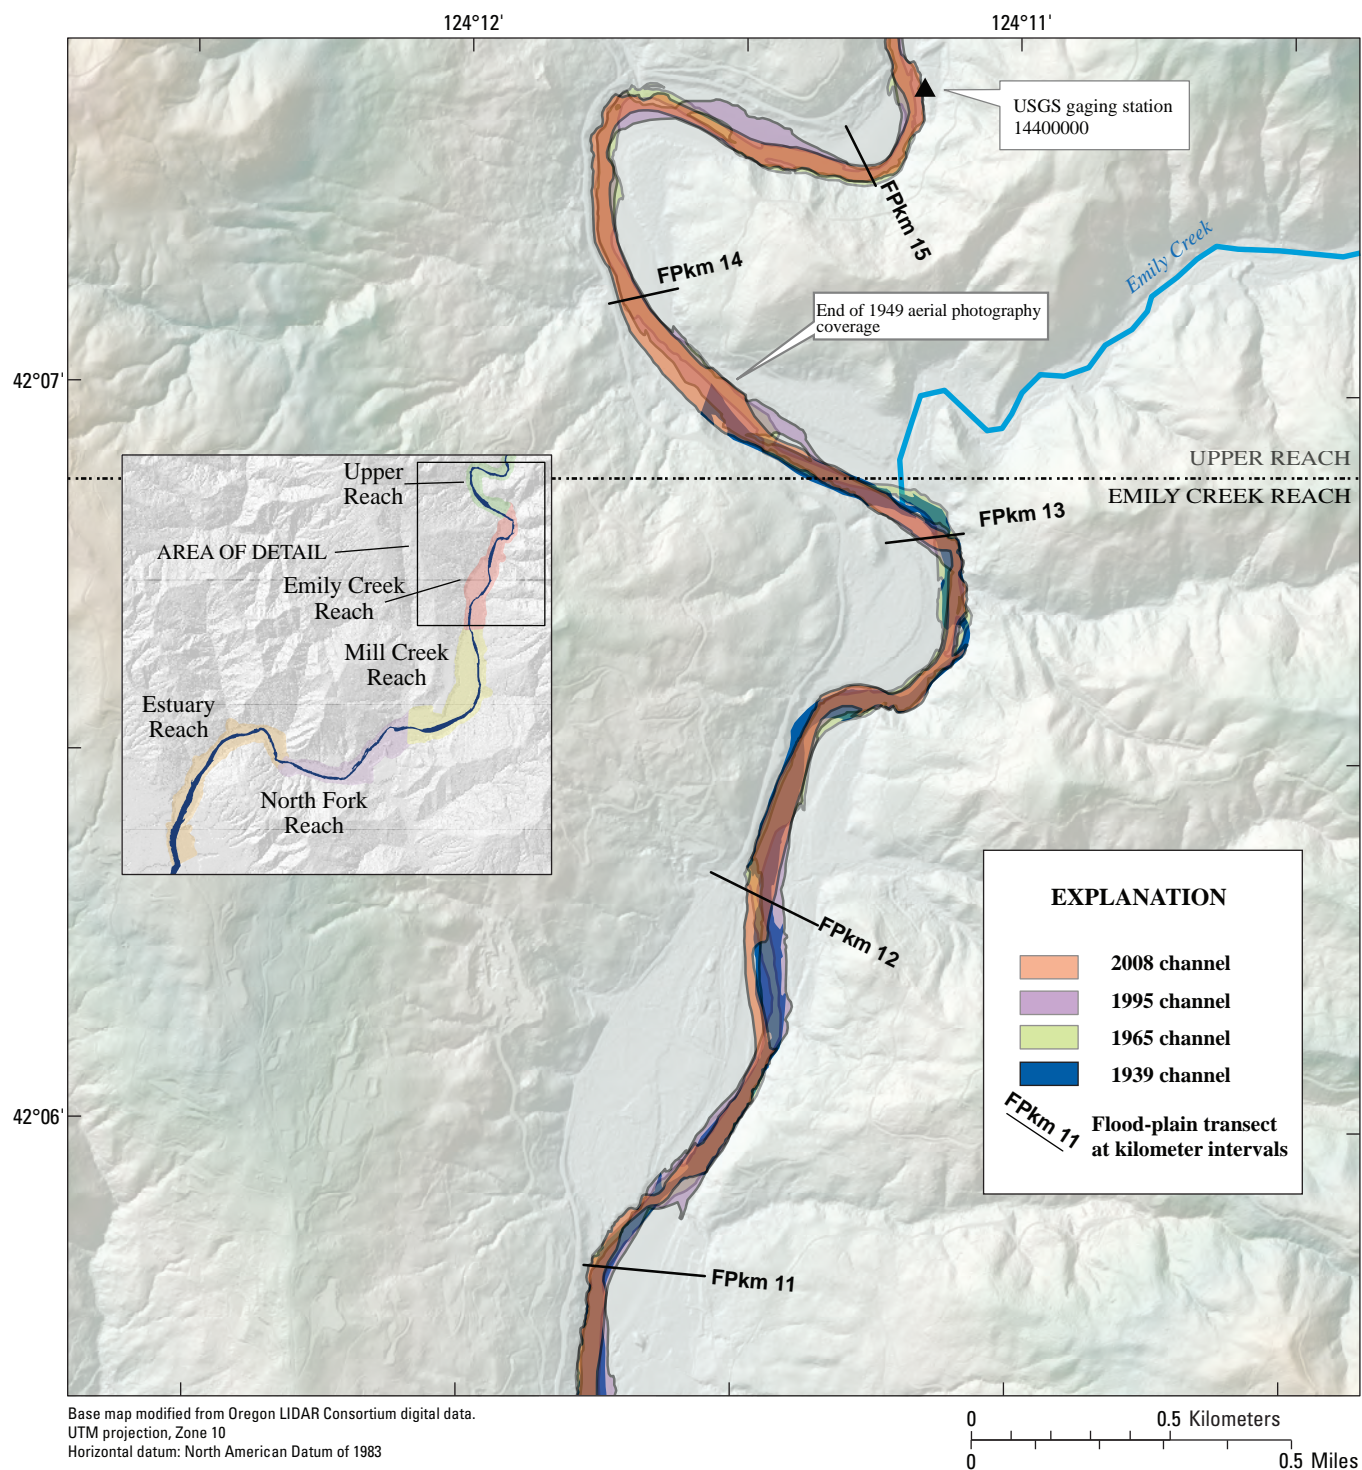 124°12'
124°11'
USGS gaging station
14400000
FPkm 15
Emily Creek
FPkm 14
End of 1949 aerial photography
coverage
42°07'
UPPER REACH
EMILY CREEK REACH
FPkm 13
Upper
Reach
AREA OF DETAIL
Emily Creek
Reach
Mill Creek
Reach
Estuary
Reach
North Fork
Reach
FPkm 12
EXPLANATION
2008 channel
1995 channel
1965 channel
1939 channel
FPkm 11
Flood-plain transect
at kilometer intervals
42°06'
FPkm 11
Base map modified from Oregon LIDAR Consortium digital data.
UTM projection, Zone 10
Horizontal datum: North American Datum of 1983
0 0.5 Kilometers
0 0.5 Miles